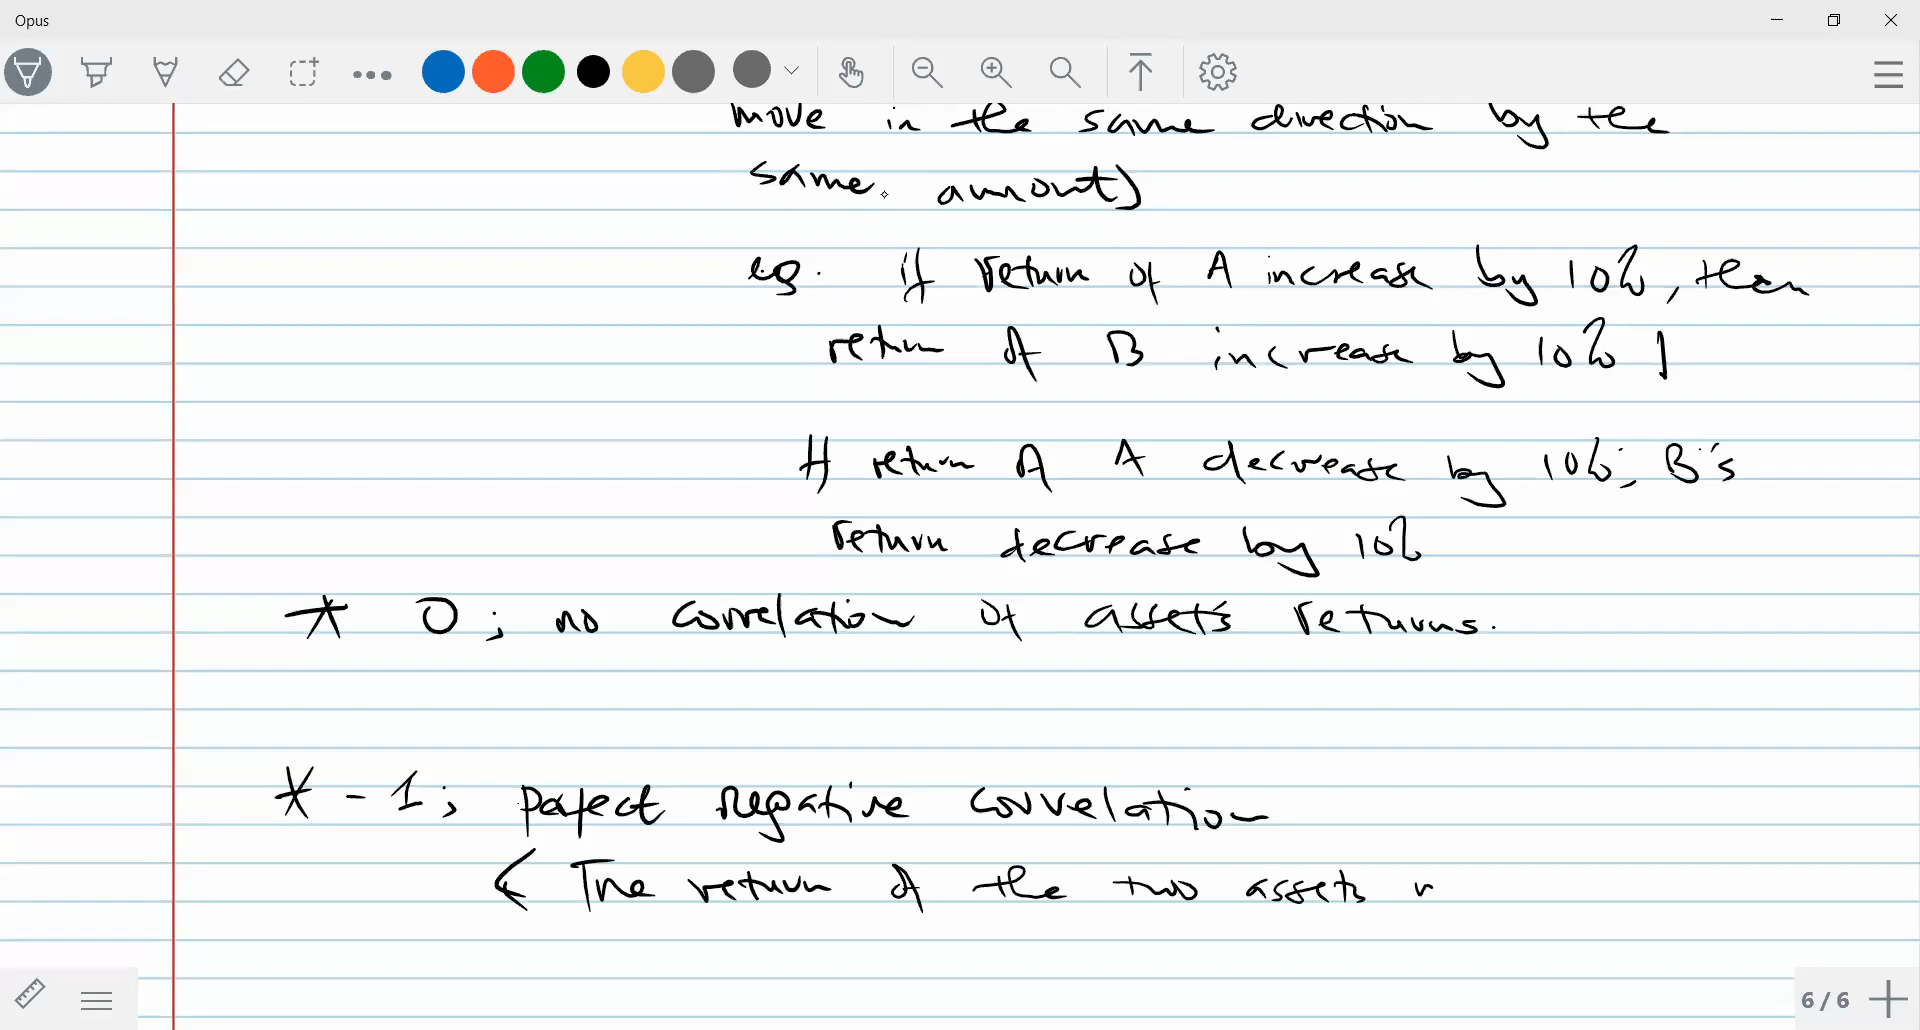 Opus
move in the same direction by the
same. amount)
eg. if return of A increase by 10%, then
return of B increase by 10%
If return of A decrease by 10%; B's
return decrease by 10%
* 0; no correlation of assets returns.
* -1; perfect negative correlation
( The return of the two assets
6 / 6